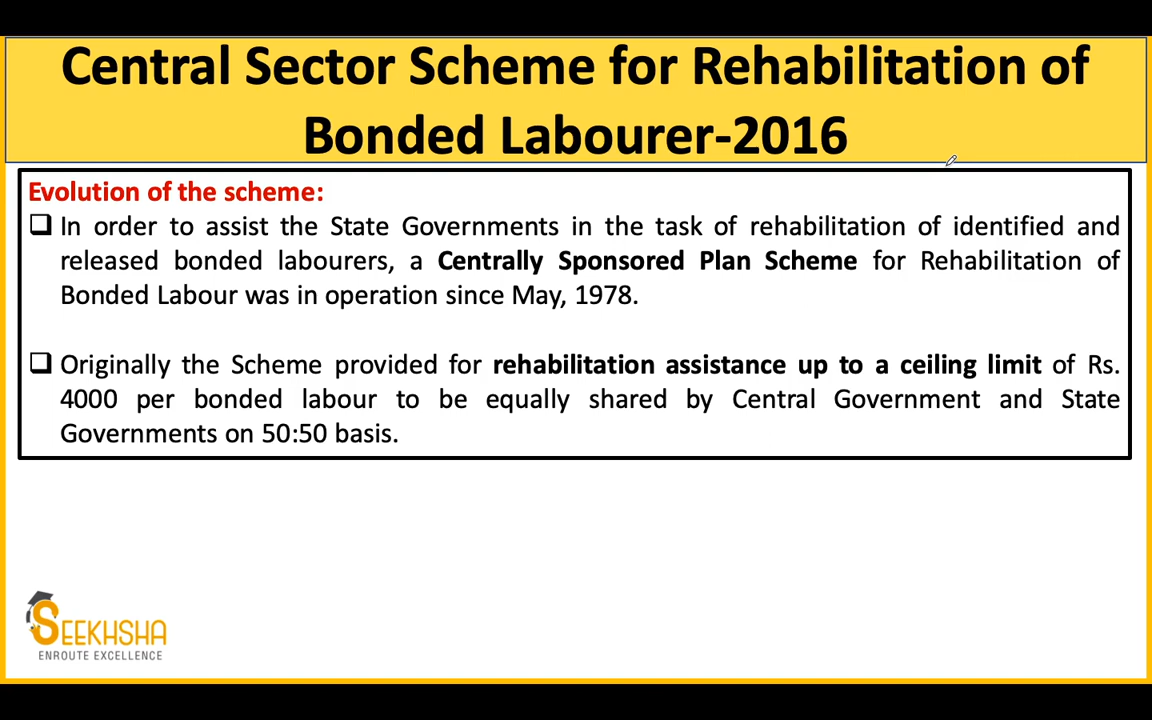 Central Sector Scheme for Rehabilitation of
Bonded Labourer-2016
Evolution of the scheme:
❑ In order to assist the State Governments in the task of rehabilitation of identified and
released bonded labourers, a Centrally Sponsored Plan Scheme for Rehabilitation of
Bonded Labour was in operation since May, 1978.
❑ Originally the Scheme provided for rehabilitation assistance up to a ceiling limit of Rs.
4000 per bonded labour to be equally shared by Central Government and State
Governments on 50:50 basis.
SEEKHSHA
ENROUTE EXCELLENCE